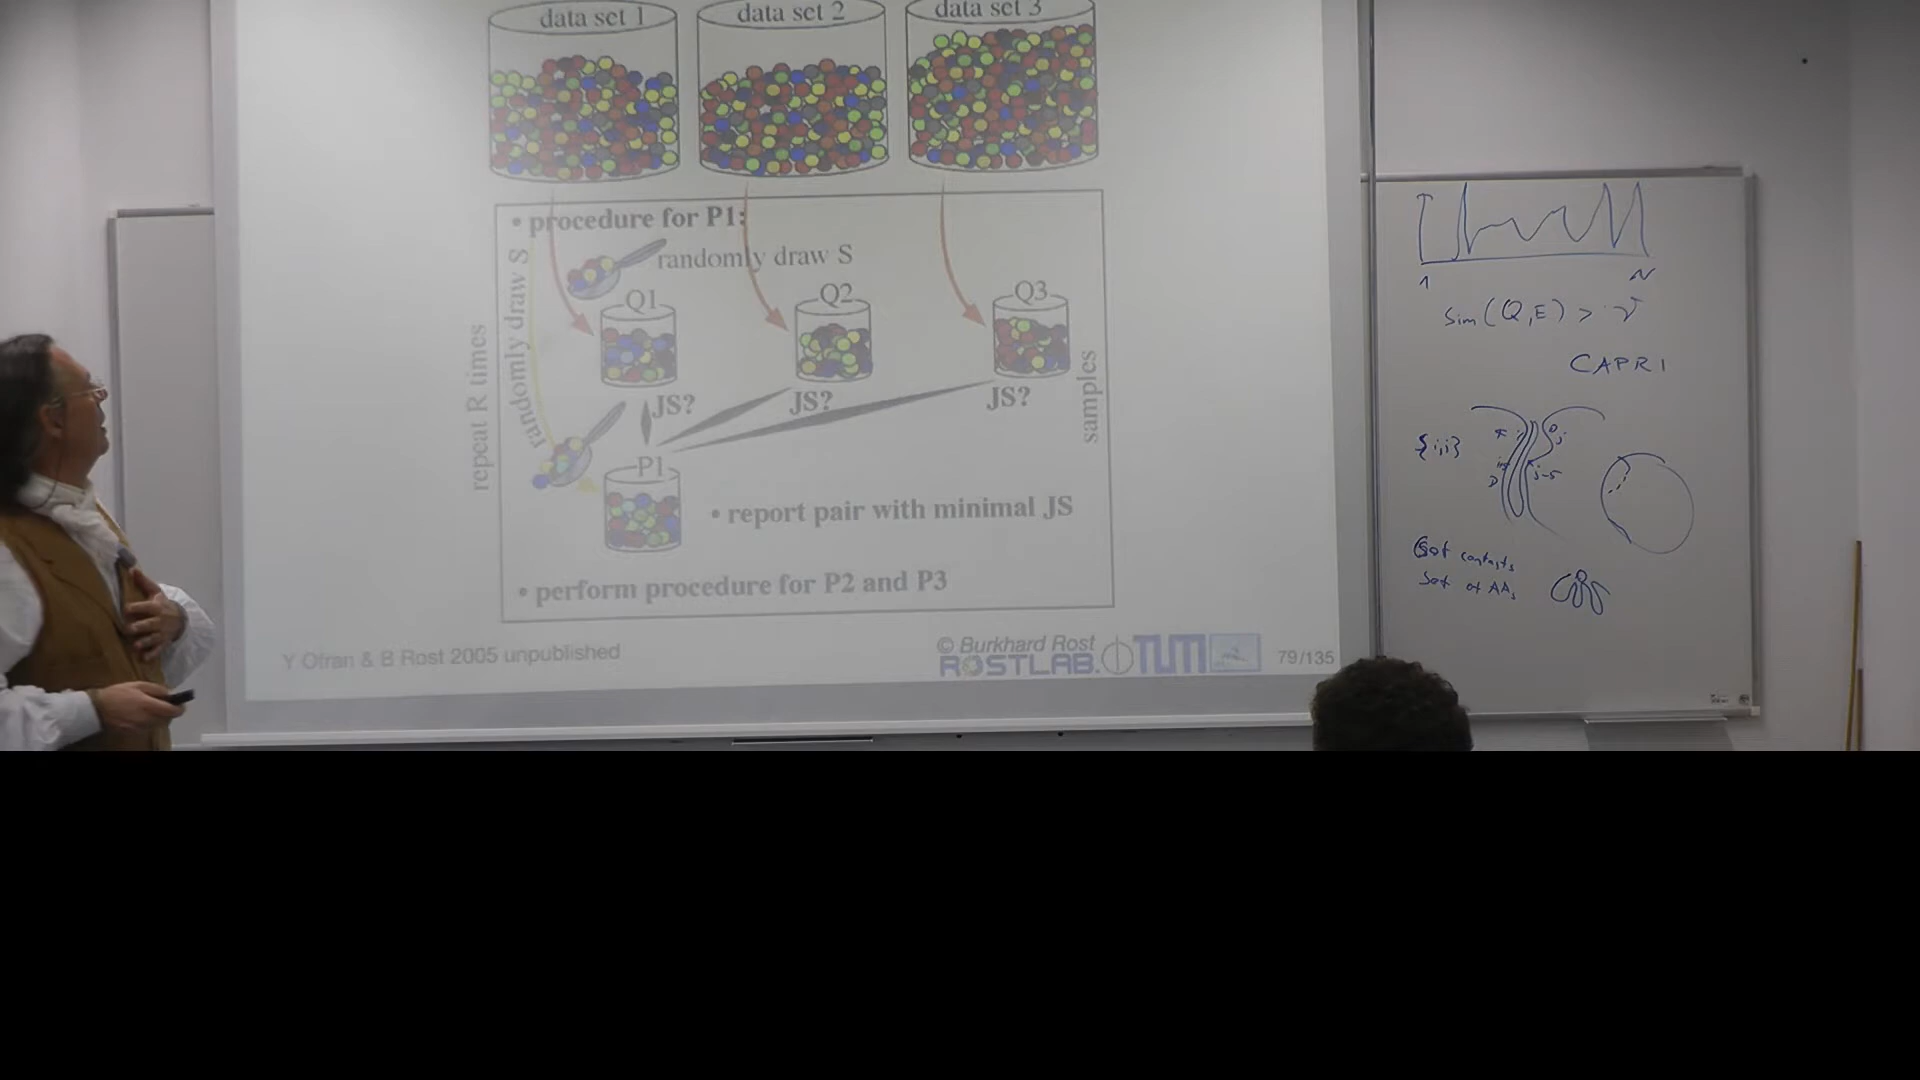 data set 1
data set 2
data set 3
• procedure for P1:
randomly draw S
randomly draw S
repeat R times
samples
Q1
Q2
Q3
JS?
JS?
JS?
P1
• report pair with minimal JS
• perform procedure for P2 and P3
Y Ofran & B Rost 2005 unpublished
© Burkhard Rost
ROSTLAB.
TUM
79/135
1
N
Sim(Q,E) >
CAPRI
{i,j}
j
j-5
D
Set contacts
Set of AAs